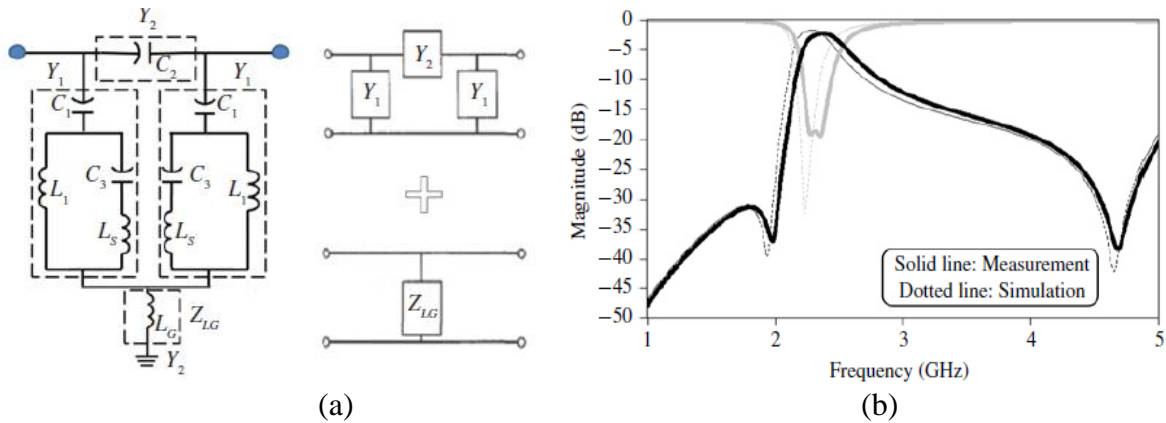 Y2
C2
Y1 Y1
C1 C1
L1 C3 C3 L1
LS LS
LG ZLG
Y2
Y2
Y1 Y1
ZLG
(a)
Magnitude (dB)
0
−5
−10
−15
−20
−25
−30
−35
−40
−45
−50
Solid line: Measurement
Dotted line: Simulation
1 2 3 4 5
Frequency (GHz)
(b)